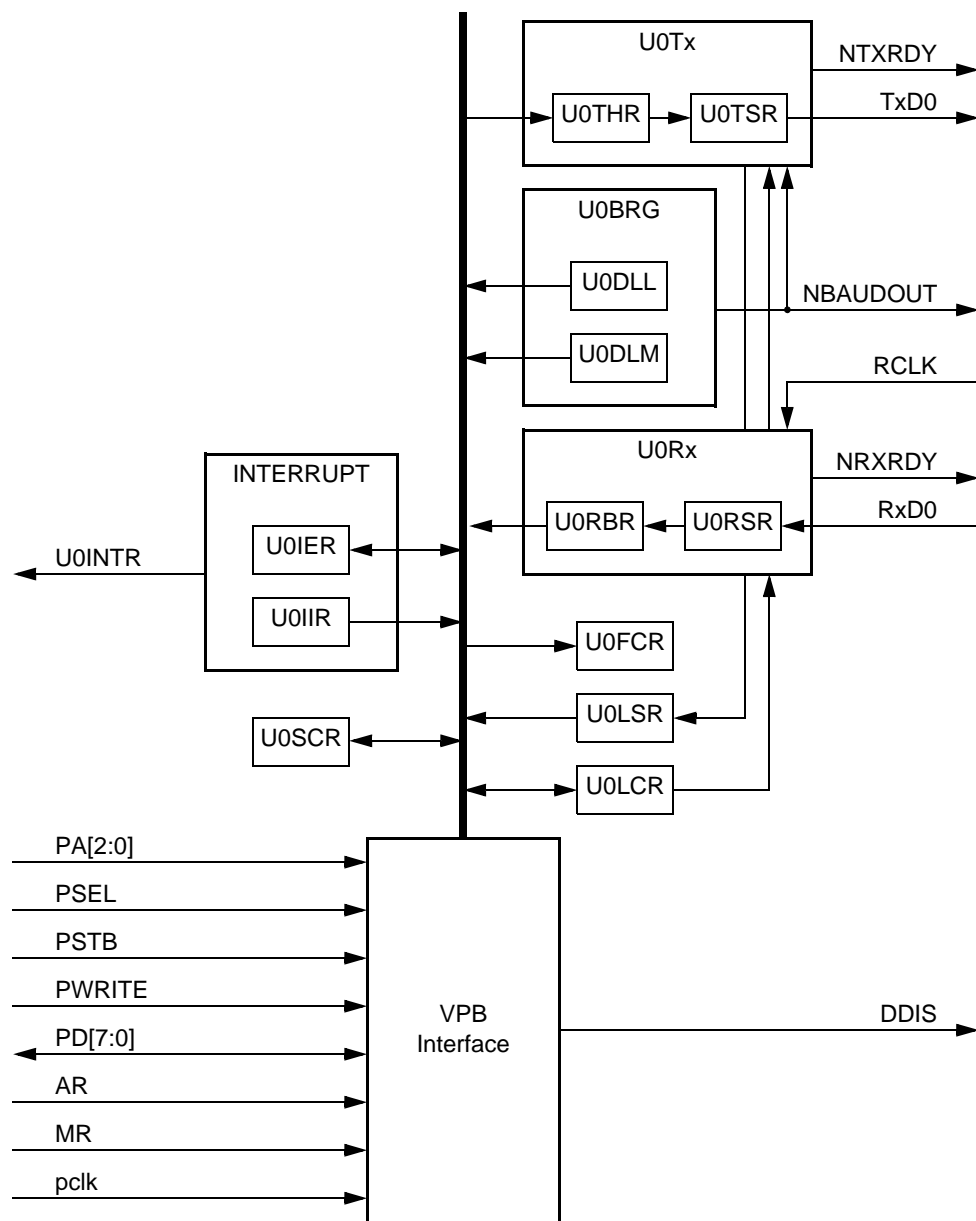 U0Tx
NTXRDY
U0THR
U0TSR
TxD0
U0BRG
U0DLL
NBAUDOUT
U0DLM
RCLK
U0Rx
NRXRDY
U0RBR
U0RSR
RxD0
INTERRUPT
U0IER
U0INTR
U0IIR
U0FCR
U0LSR
U0SCR
U0LCR
PA[2:0]
PSEL
PSTB
PWRITE
PD[7:0]
AR
MR
pclk
VPB
Interface
DDIS